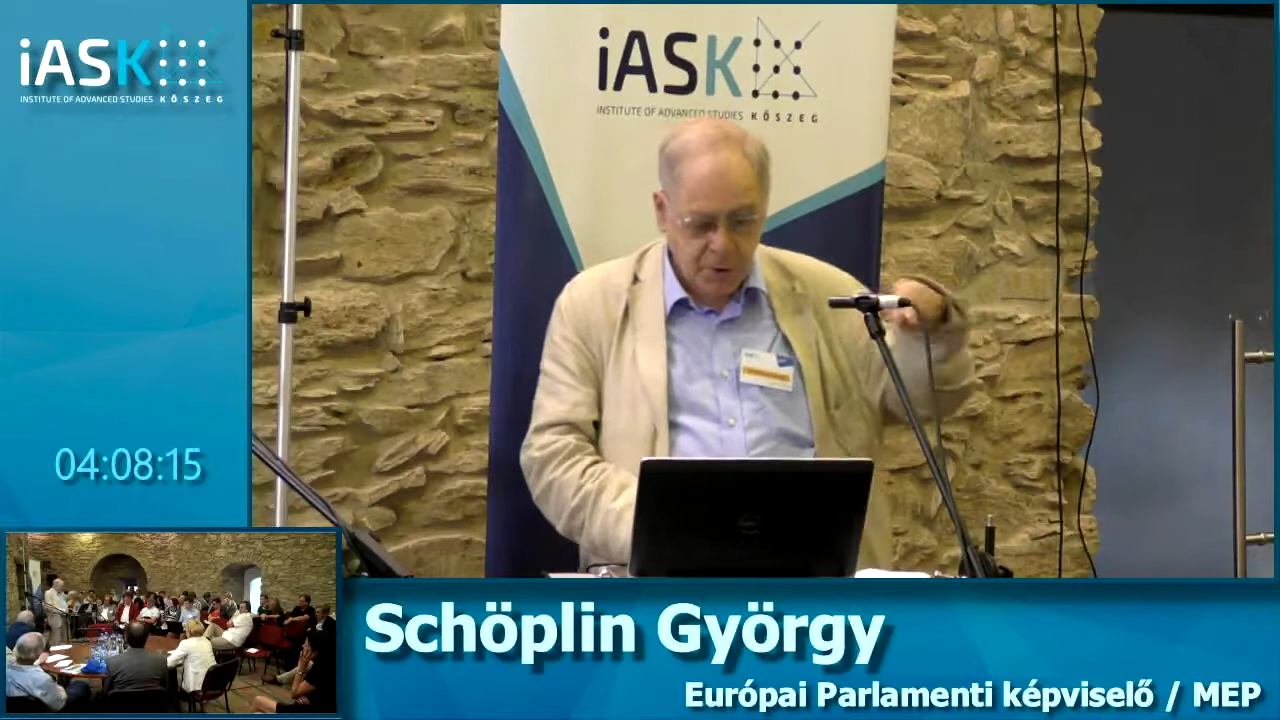 iASK
INSTITUTE OF ADVANCED STUDIES KŐSZEG
iASK
INSTITUTE OF ADVANCED STUDIES KŐSZEG
04:08:15
Schöplin György
Európai Parlamenti képviselő / MEP